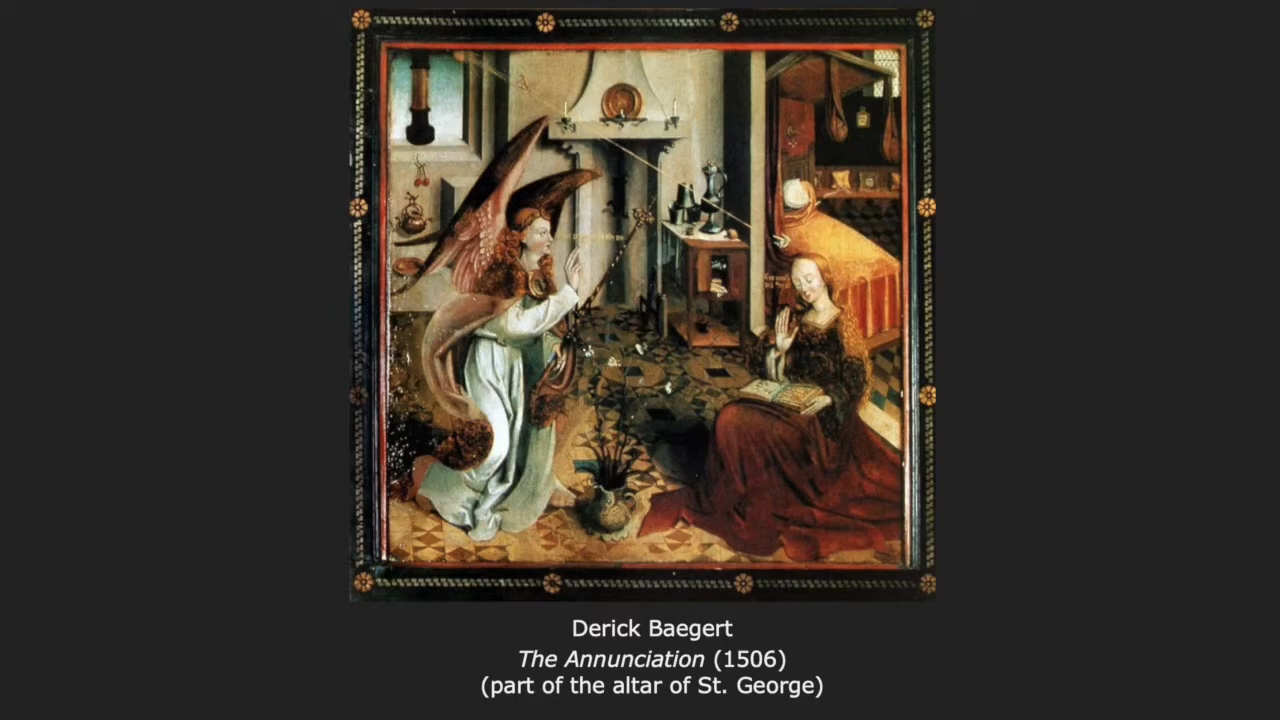 Derick Baegert
The Annunciation (1506)
(part of the altar of St. George)